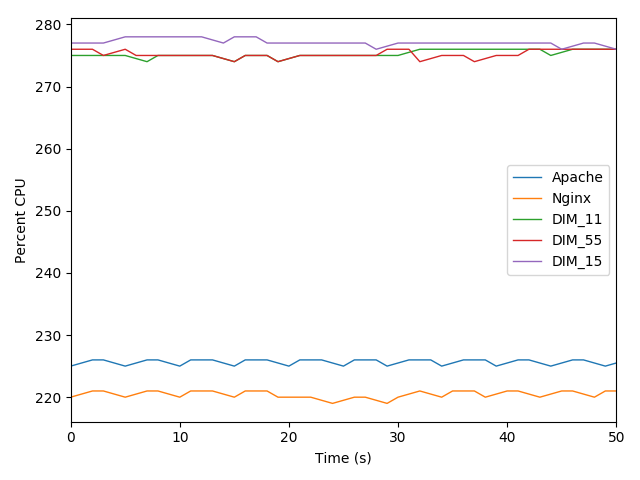 280
270
260
250
240
230
220
Percent CPU
Apache
Nginx
DIM_11
DIM_55
DIM_15
0 10 20 30 40 50
Time (s)